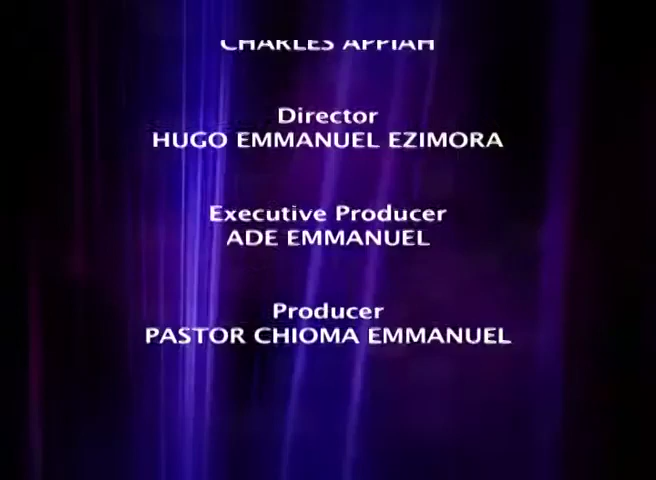 CHARLES APPIAH
Director
HUGO EMMANUEL EZIMORA
Executive Producer
ADE EMMANUEL
Producer
PASTOR CHIOMA EMMANUEL